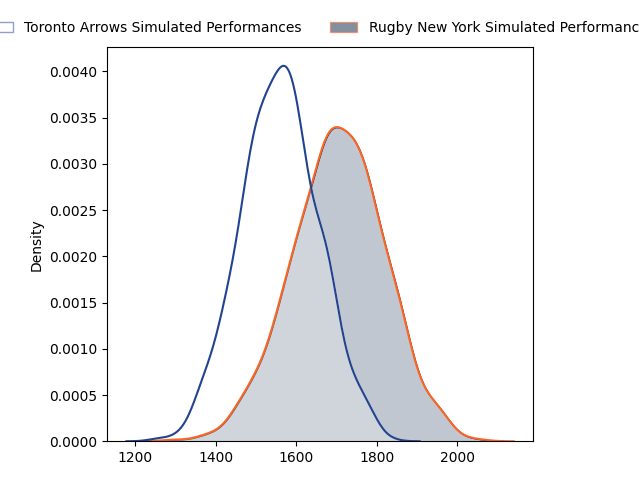 Toronto Arrows Simulated Performances
Rugby New York Simulated Performanc
0.0040
0.0035
0.0030
0.0025
0.0020
0.0015
0.0010
0.0005
0.0000
Density
1200 1400 1600 1800 2000